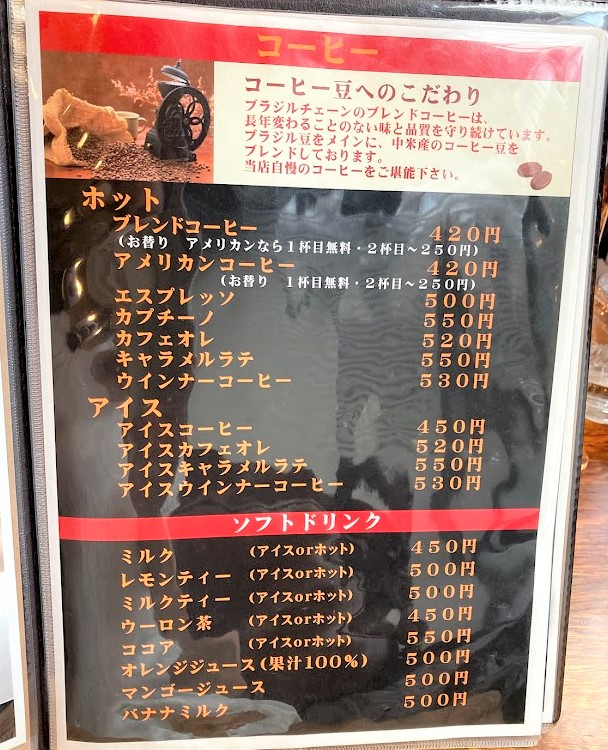 コーヒー
コーヒー豆へのこだわり
ブラジルチェーンのブレンドコーヒーは、
長年変わることのない味と品質を守り続けています。
ブラジル豆をメインに、中米産のコーヒー豆を
ブレンドしております。
当店自慢のコーヒーをご堪能下さい。
ホット
ブレンドコーヒー 420円
(お替り アメリカンなら1杯目無料・2杯目～250円)
アメリカンコーヒー 420円
(お替り 1杯目無料・2杯目～250円)
エスプレッソ 500円
カプチーノ 550円
カフェオレ 520円
キャラメルラテ 550円
ウインナーコーヒー 530円
アイス
アイスコーヒー 450円
アイスカフェオレ 520円
アイスキャラメルラテ 550円
アイスウインナーコーヒー 530円
ソフトドリンク
ミルク (アイスorホット) 450円
レモンティー (アイスorホット) 500円
ミルクティー (アイスorホット) 500円
ウーロン茶 (アイスorホット) 450円
ココア (アイスorホット) 550円
オレンジジュース(果汁100%) 500円
マンゴージュース 500円
バナナミルク 500円